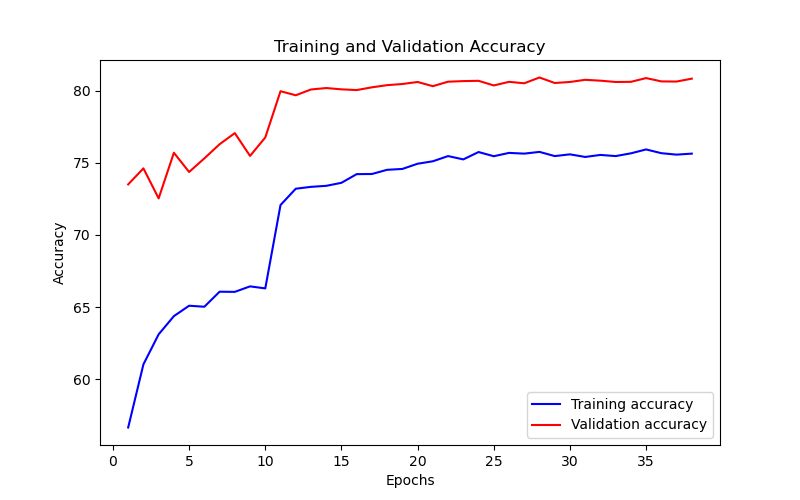 Training and Validation Accuracy
80
75
70
65
60
Accuracy
0 5 10 15 20 25 30 35
Epochs
Training accuracy
Validation accuracy